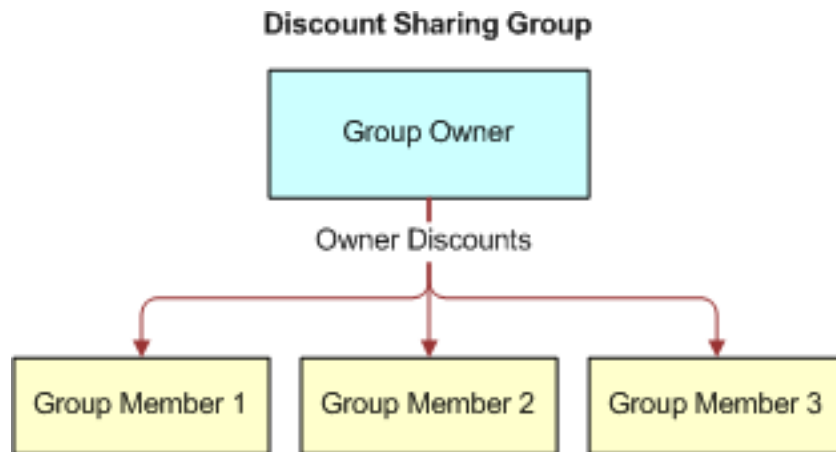 Discount Sharing Group
Group Owner
Owner Discounts
Group Member 1
Group Member 2
Group Member 3